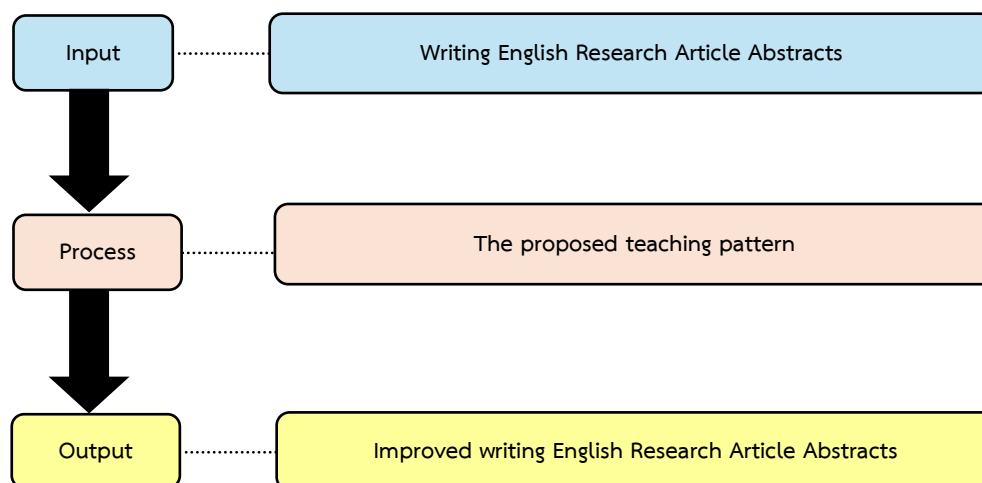 Input
Writing English Research Article Abstracts
Process
The proposed teaching pattern
Output
Improved writing English Research Article Abstracts